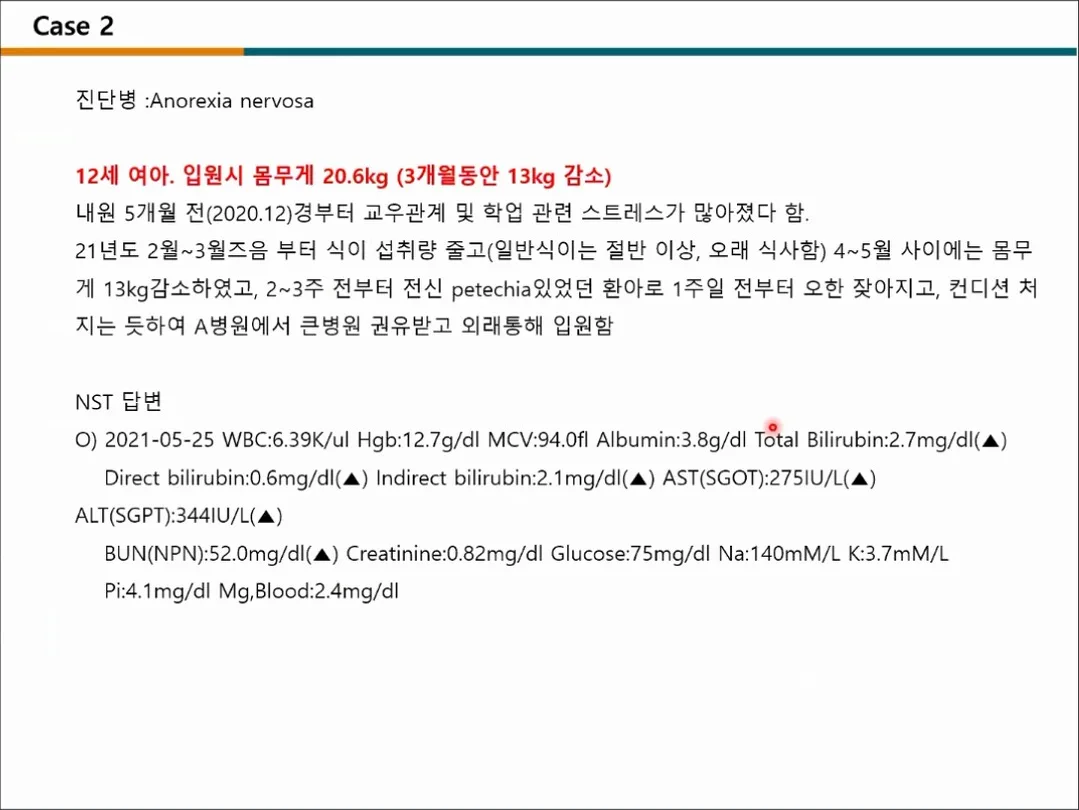 Case 2
진단병 :Anorexia nervosa
12세 여아. 입원시 몸무게 20.6kg (3개월동안 13kg 감소)
내원 5개월 전(2020.12)경부터 교우관계 및 학업 관련 스트레스가 많아졌다 함.
21년도 2월~3월즈음 부터 식이 섭취량 줄고(일반식이는 절반 이상, 오래 식사함) 4~5월 사이에는 몸무
게 13kg감소하였고, 2~3주 전부터 전신 petechia있었던 환아로 1주일 전부터 오한 잦아지고, 컨디션 처
지는 듯하여 A병원에서 큰병원 권유받고 외래통해 입원함
NST 답변
O) 2021-05-25 WBC:6.39K/ul Hgb:12.7g/dl MCV:94.0fl Albumin:3.8g/dl Total Bilirubin:2.7mg/dl(▲)
Direct bilirubin:0.6mg/dl(▲) Indirect bilirubin:2.1mg/dl(▲) AST(SGOT):275IU/L(▲)
ALT(SGPT):344IU/L(▲)
BUN(NPN):52.0mg/dl(▲) Creatinine:0.82mg/dl Glucose:75mg/dl Na:140mM/L K:3.7mM/L
Pi:4.1mg/dl Mg,Blood:2.4mg/dl